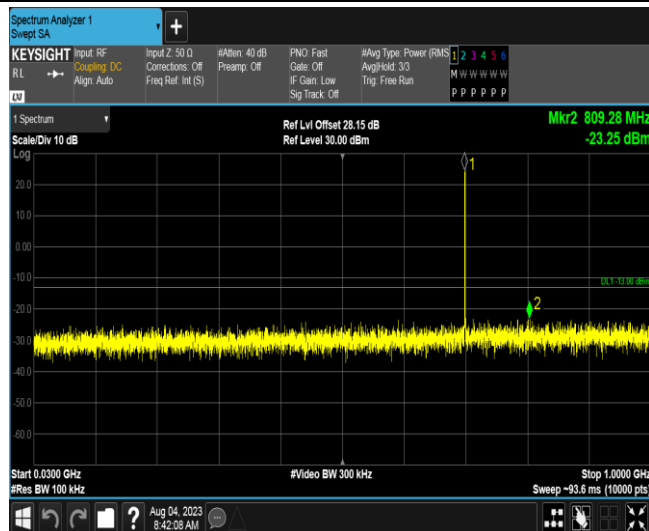 Spectrum Analyzer 1
Swept SA
+
KEYSIGHT Input: RF Input Z: 50 Ω #Atten: 40 dB PNO: Fast #Avg Type: Power (RMS 1 2 3 4 5 6
RL Coupling: DC Corrections: Off Preamp: Off Gate: Off Avg|Hold: 3/3 M W W W W W
Align: Auto Freq Ref: Int (S) IF Gain: Low Trig: Free Run
LXI Sig Track: Off P P P P P P
1 Spectrum Ref Lvl Offset 28.15 dB Mkr2 809.28 MHz
Scale/Div 10 dB Ref Level 30.00 dBm -23.25 dBm
Log
1
20.0
10.0
0.00
-10.0 DL1 -13.00 dBm
-20.0 2
-30.0
-40.0
-50.0
-60.0
Start 0.0300 GHz #Video BW 300 kHz Stop 1.0000 GHz
#Res BW 100 kHz Sweep ~93.6 ms (10000 pts)
? Aug 04, 2023
8:42:08 AM